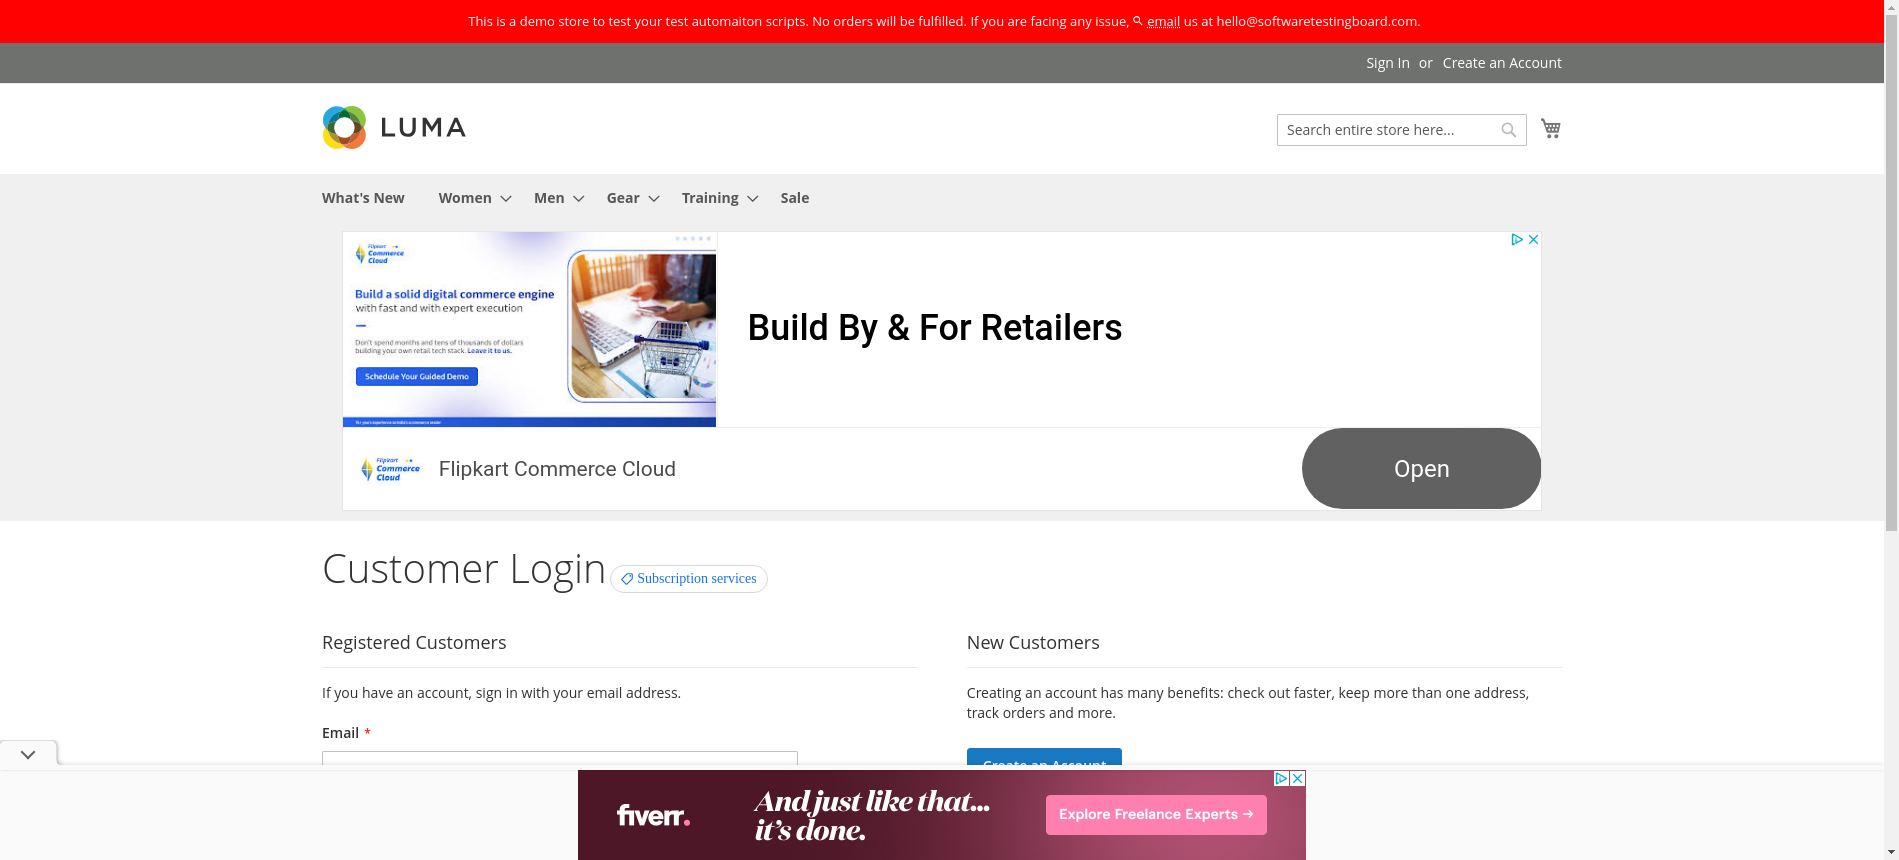 This is a demo store to test your test automaiton scripts. No orders will be fulfilled. If you are facing any issue, email us at hello@softwaretestingboard.com.
Sign In or Create an Account
LUMA
Search entire store here...
What's New Women Men Gear Training Sale
Flipkart
Commerce
Cloud
Build a solid digital commerce engine
with fast and with expert execution
Don't spend months and tens of thousands of dollars
building your own retail tech stack. Leave it to us.
Schedule Your Guided Demo
Build By & For Retailers
Flipkart
Commerce
Cloud
Flipkart Commerce Cloud
Open
Customer Login
Subscription services
Registered Customers
If you have an account, sign in with your email address.
Email *
New Customers
Creating an account has many benefits: check out faster, keep more than one address,
track orders and more.
Create an Account
fiverr.
And just like that...
it's done.
Explore Freelance Experts →